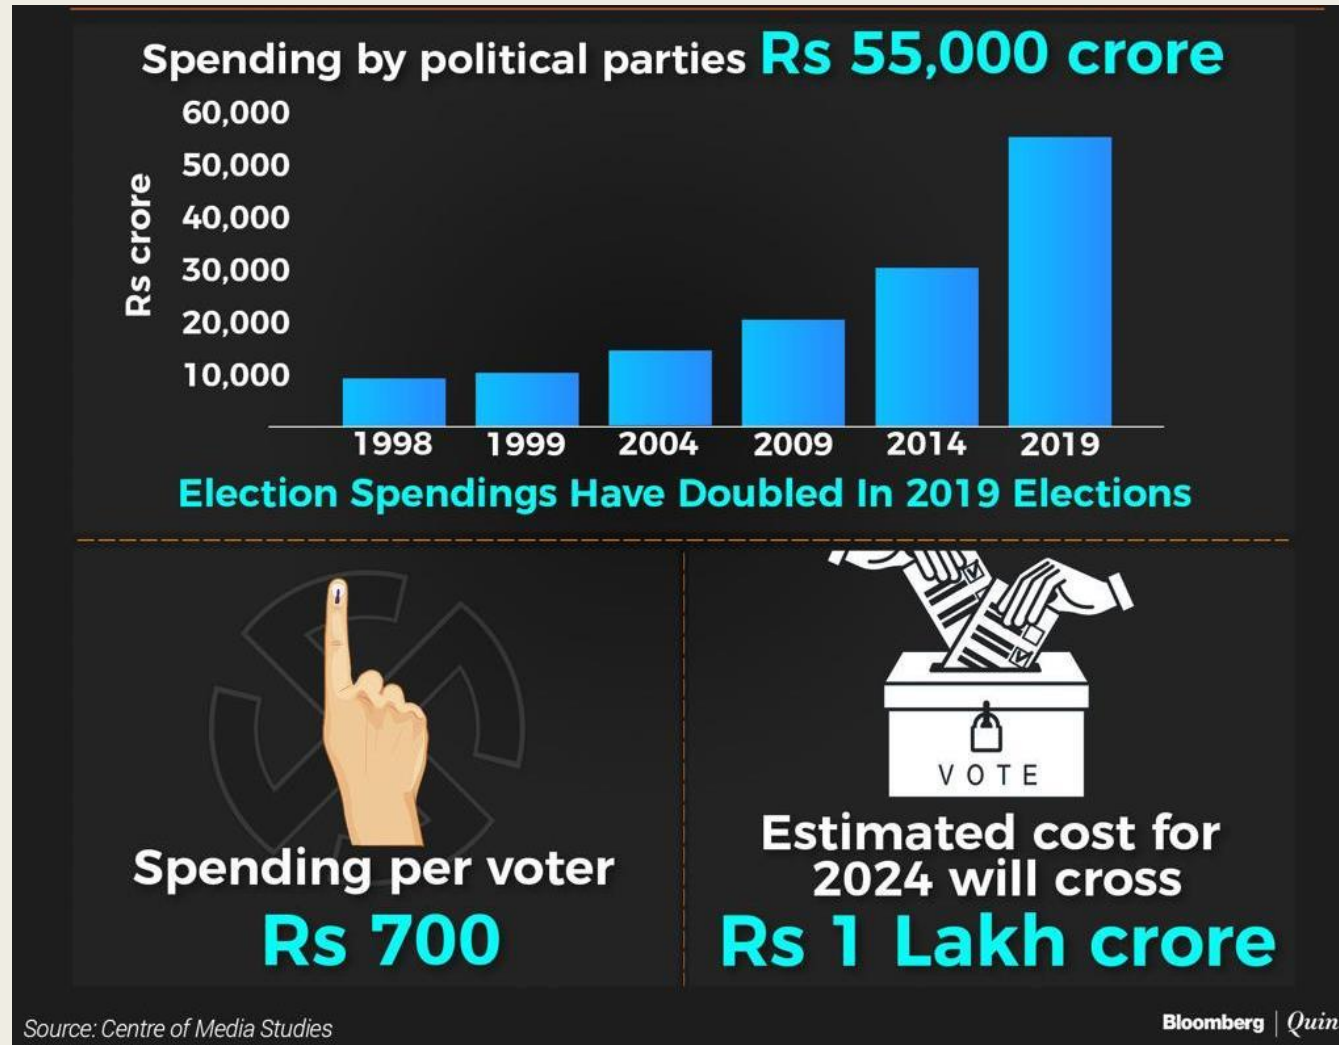 Spending by political parties Rs 55,000 crore
60,000
50,000
40,000
30,000
20,000
10,000
Rs crore
1998 1999 2004 2009 2014 2019
Election Spendings Have Doubled In 2019 Elections
Spending per voter
Rs 700
VOTE
Estimated cost for
2024 will cross
Rs 1 Lakh crore
Source: Centre of Media Studies
Bloomberg | Quin